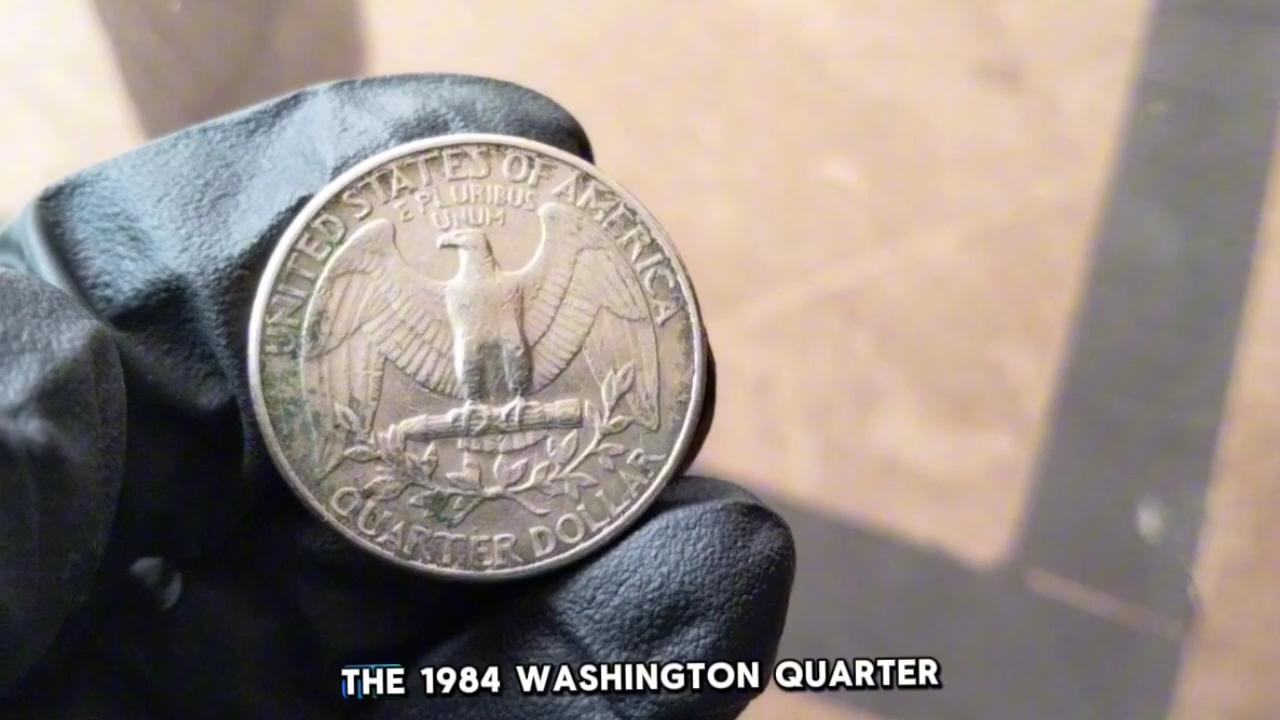 UNITED STATES OF AMERICA
E PLURIBUS
UNUM
QUARTER DOLLAR
THE 1984 WASHINGTON QUARTER